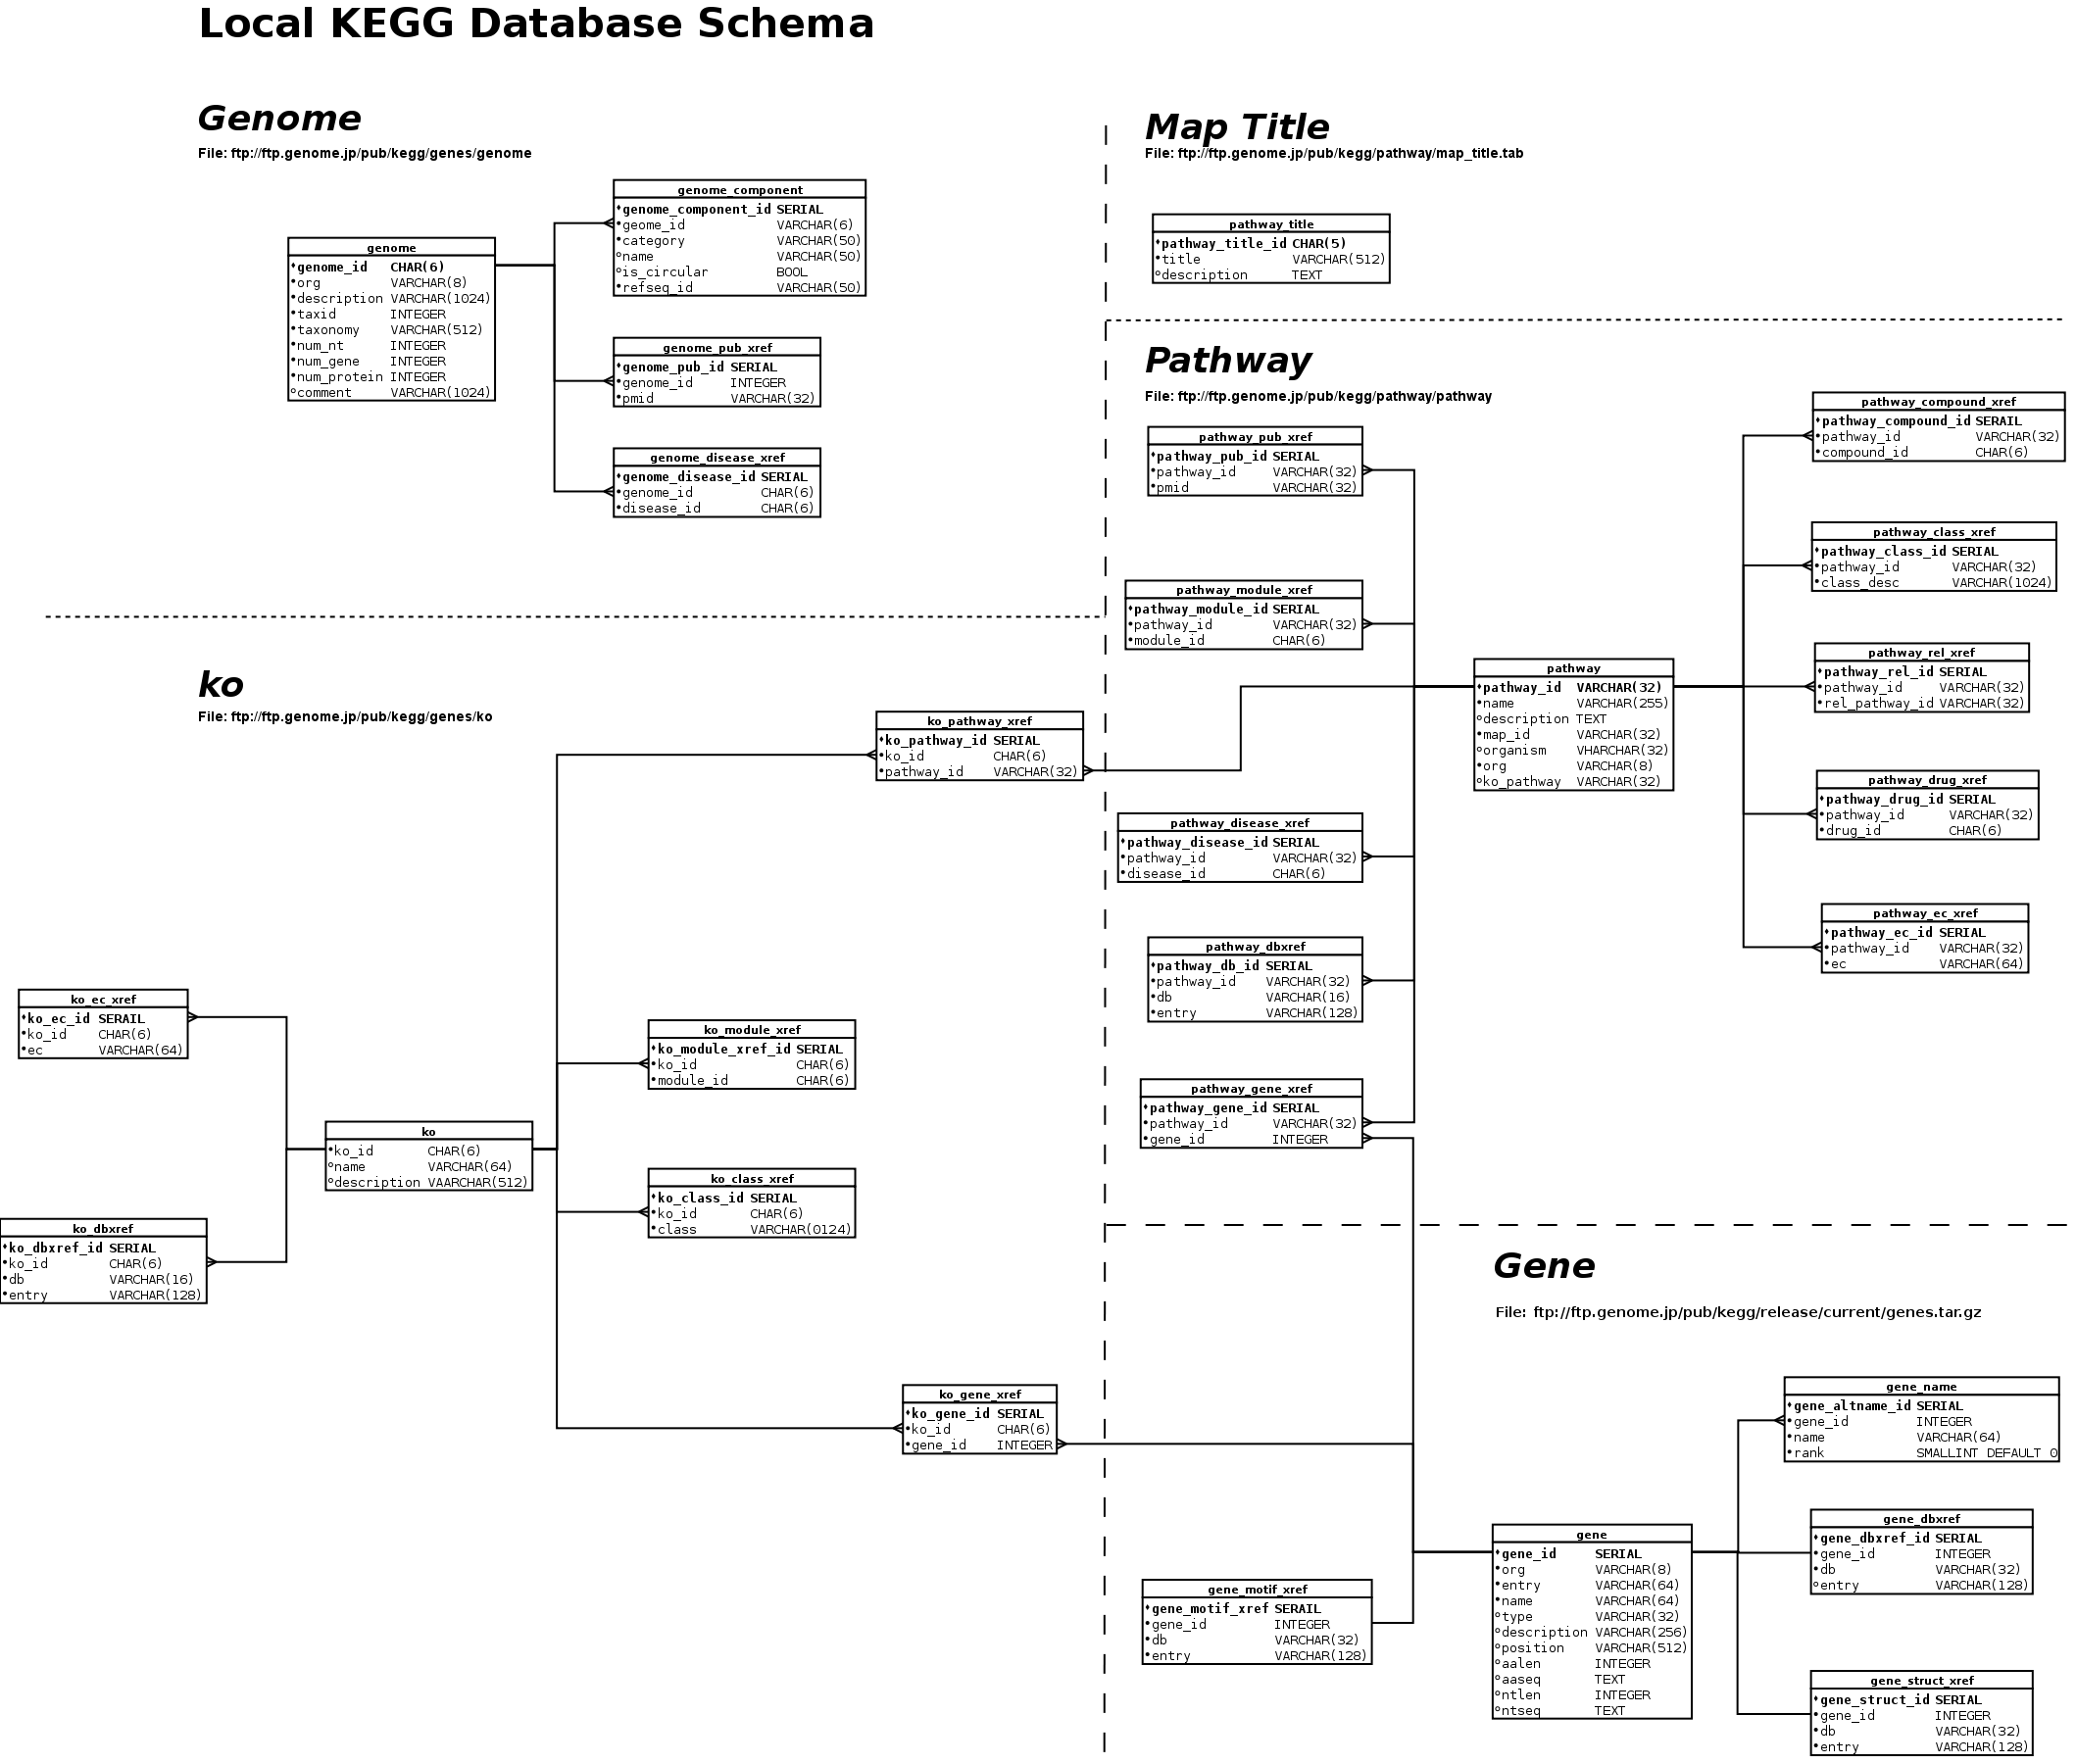 Local KEGG Database Schema
Genome
File: ftp://ftp.genome.jp/pub/kegg/genes/genome
genome
genome_id CHAR(6)
org VARCHAR(8)
description VARCHAR(1024)
taxid INTEGER
taxonomy VARCHAR(512)
num_nt INTEGER
num_gene INTEGER
num_protein INTEGER
comment VARCHAR(1024)
genome_component
genome_component_id SERIAL
geome_id VARCHAR(6)
category VARCHAR(50)
name VARCHAR(50)
is_circular BOOL
refseq_id VARCHAR(50)
genome_pub_xref
genome_pub_id SERIAL
genome_id INTEGER
pmid VARCHAR(32)
genome_disease_xref
genome_disease_id SERIAL
genome_id CHAR(6)
disease_id CHAR(6)
Map Title
File: ftp://ftp.genome.jp/pub/kegg/pathway/map_title.tab
pathway_title
pathway_title_id CHAR(5)
title VARCHAR(512)
description TEXT
Pathway
File: ftp://ftp.genome.jp/pub/kegg/pathway/pathway
pathway_pub_xref
pathway_pub_id SERIAL
pathway_id VARCHAR(32)
pmid VARCHAR(32)
pathway_module_xref
pathway_module_id SERIAL
pathway_id VARCHAR(32)
module_id CHAR(6)
pathway_disease_xref
pathway_disease_id SERIAL
pathway_id VARCHAR(32)
disease_id CHAR(6)
pathway_dbxref
pathway_db_id SERIAL
pathway_id VARCHAR(32)
db VARCHAR(16)
entry VARCHAR(128)
pathway_gene_xref
pathway_gene_id SERIAL
pathway_id VARCHAR(32)
gene_id INTEGER
pathway
pathway_id VARCHAR(32)
name VARCHAR(255)
description TEXT
map_id VARCHAR(32)
organism VHARCHAR(32)
org VARCHAR(8)
ko_pathway VARCHAR(32)
pathway_compound_xref
pathway_compound_id SERAIL
pathway_id VARCHAR(32)
compound_id CHAR(6)
pathway_class_xref
pathway_class_id SERIAL
pathway_id VARCHAR(32)
class_desc VARCHAR(1024)
pathway_rel_xref
pathway_rel_id SERIAL
pathway_id VARCHAR(32)
rel_pathway_id VARCHAR(32)
pathway_drug_xref
pathway_drug_id SERIAL
pathway_id VARCHAR(32)
drug_id CHAR(6)
pathway_ec_xref
pathway_ec_id SERIAL
pathway_id VARCHAR(32)
ec VARCHAR(64)
ko
File: ftp://ftp.genome.jp/pub/kegg/genes/ko
ko_pathway_xref
ko_pathway_id SERIAL
ko_id CHAR(6)
pathway_id VARCHAR(32)
ko_ec_xref
ko_ec_id SERAIL
ko_id CHAR(6)
ec VARCHAR(64)
ko_module_xref
ko_module_xref_id SERIAL
ko_id CHAR(6)
module_id CHAR(6)
ko
ko_id CHAR(6)
name VARCHAR(64)
description VAARCHAR(512)
ko_class_xref
ko_class_id SERIAL
ko_id CHAR(6)
class VARCHAR(0124)
ko_dbxref
ko_dbxref_id SERIAL
ko_id CHAR(6)
db VARCHAR(16)
entry VARCHAR(128)
ko_gene_xref
ko_gene_id SERIAL
ko_id CHAR(6)
gene_id INTEGER
Gene
File: ftp://ftp.genome.jp/pub/kegg/release/current/genes.tar.gz
gene_motif_xref
gene_motif_xref SERAIL
gene_id INTEGER
db VARCHAR(32)
entry VARCHAR(128)
gene
gene_id SERIAL
org VARCHAR(8)
entry VARCHAR(64)
name VARCHAR(64)
type VARCHAR(32)
description VARCHAR(256)
position VARCHAR(512)
aalen INTEGER
aaseq TEXT
ntlen INTEGER
ntseq TEXT
gene_name
gene_altname_id SERIAL
gene_id INTEGER
name VARCHAR(64)
rank SMALLINT DEFAULT 0
gene_dbxref
gene_dbxref_id SERIAL
gene_id INTEGER
db VARCHAR(32)
entry VARCHAR(128)
gene_struct_xref
gene_struct_id SERIAL
gene_id INTEGER
db VARCHAR(32)
entry VARCHAR(128)